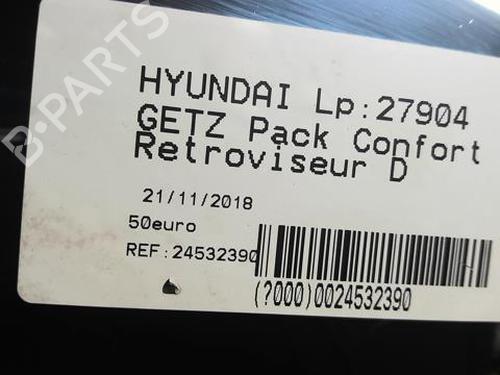 B-PARTS
HYUNDAI Lp:27904
GETZ Pack Confort
Retroviseur D
21/11/2018
50euro
REF:24532390
(?000)0024532390